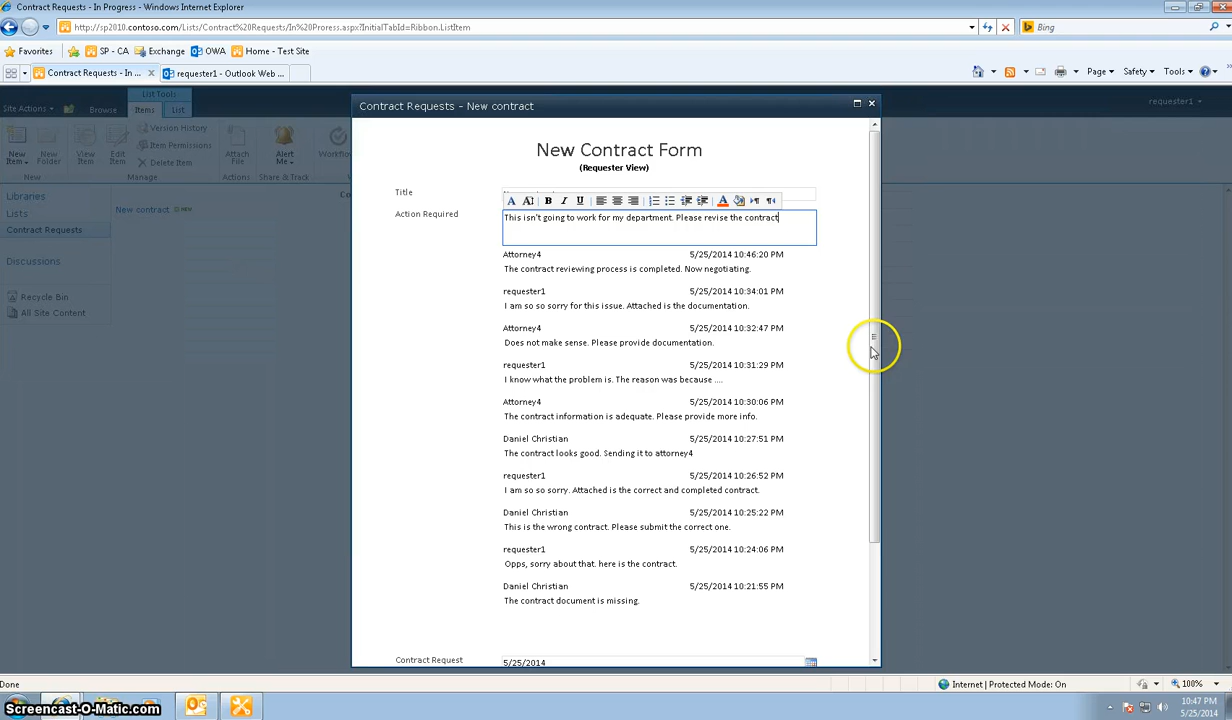 Contract Requests - In Progress - Windows Internet Explorer
http://sp2010.contoso.com/Lists/Contract%20Requests/In%20Proress.aspx?InitialTabId=Ribbon.ListItem
Bing
Favorites SP - CA Exchange OWA Home - Test Site
Contract Requests - In ... requester1 - Outlook Web ...
Page Safety Tools
List Tools
Site Actions Browse Items List
requester1
New Item New Folder View Item Edit Item Version History Item Permissions Delete Item Attach File Alert Me Workflow
New Manage Actions Share & Track
Libraries
Lists
Contract Requests
Discussions
Recycle Bin
All Site Content
New contract NEW
Contract Requests - New contract
New Contract Form
(Requester View)
Title
Action Required
This isn't going to work for my department. Please revise the contract
Attorney4 5/25/2014 10:46:20 PM
The contract reviewing process is completed. Now negotiating.
requester1 5/25/2014 10:34:01 PM
I am so so sorry for this issue. Attached is the documentation.
Attorney4 5/25/2014 10:32:47 PM
Does not make sense. Please provide documentation.
requester1 5/25/2014 10:31:29 PM
I know what the problem is. The reason was because ....
Attorney4 5/25/2014 10:30:06 PM
The contract information is adequate. Please provide more info.
Daniel Christian 5/25/2014 10:27:51 PM
The contract looks good. Sending it to attorney4
requester1 5/25/2014 10:26:52 PM
I am so so sorry. Attached is the correct and completed contract.
Daniel Christian 5/25/2014 10:25:22 PM
This is the wrong contract. Please submit the correct one.
requester1 5/25/2014 10:24:06 PM
Opps, sorry about that. here is the contract.
Daniel Christian 5/25/2014 10:21:55 PM
The contract document is missing.
Contract Request 5/25/2014
Done Internet | Protected Mode: On 100%
Screencast-O-Matic.com
10:47 PM
5/25/2014